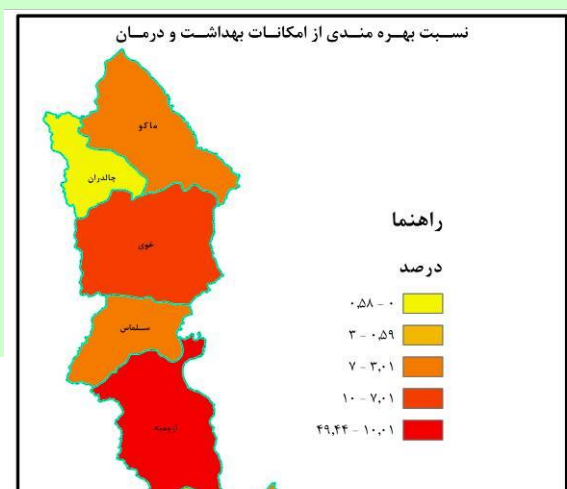 نسبت بهره مندی از امکانات بهداشت و درمان
ماکو
چالدران
خوی
سلماس
ارومیه
راهنما
درصد
۰ - ۰,۵۸
۰,۵۹ - ۳
۳,۰۱ - ۷
۷,۰۱ - ۱۰
۱۰,۰۱ - ۴۹,۴۴